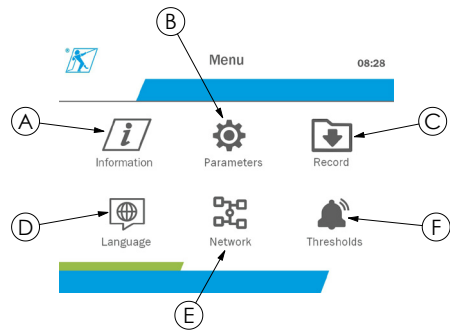 B
Menu 08:28
A C
Information Parameters Record
D F
Language Network Thresholds
E